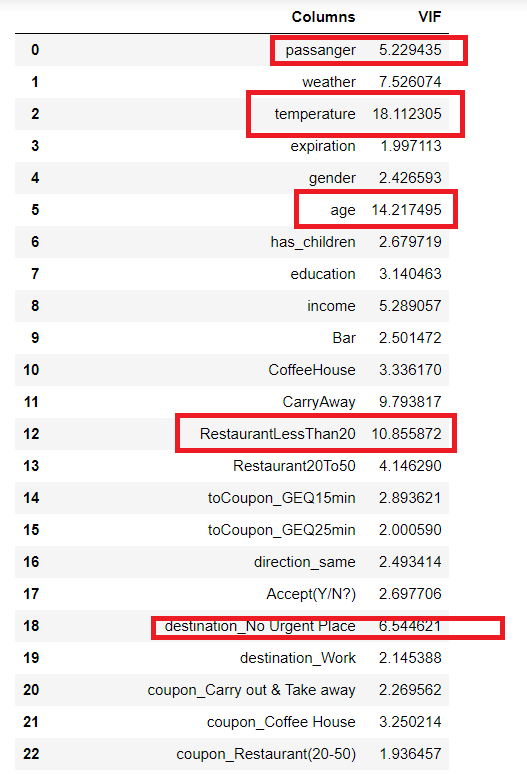 Columns VIF
0 passanger 5.229435
1 weather 7.526074
2 temperature 18.112305
3 expiration 1.997113
4 gender 2.426593
5 age 14.217495
6 has_children 2.679719
7 education 3.140463
8 income 5.289057
9 Bar 2.501472
10 CoffeeHouse 3.336170
11 CarryAway 9.793817
12 RestaurantLessThan20 10.855872
13 Restaurant20To50 4.146290
14 toCoupon_GEQ15min 2.893621
15 toCoupon_GEQ25min 2.000590
16 direction_same 2.493414
17 Accept(Y/N?) 2.697706
18 destination_No Urgent Place 6.544621
19 destination_Work 2.145388
20 coupon_Carry out & Take away 2.269562
21 coupon_Coffee House 3.250214
22 coupon_Restaurant(20-50) 1.936457